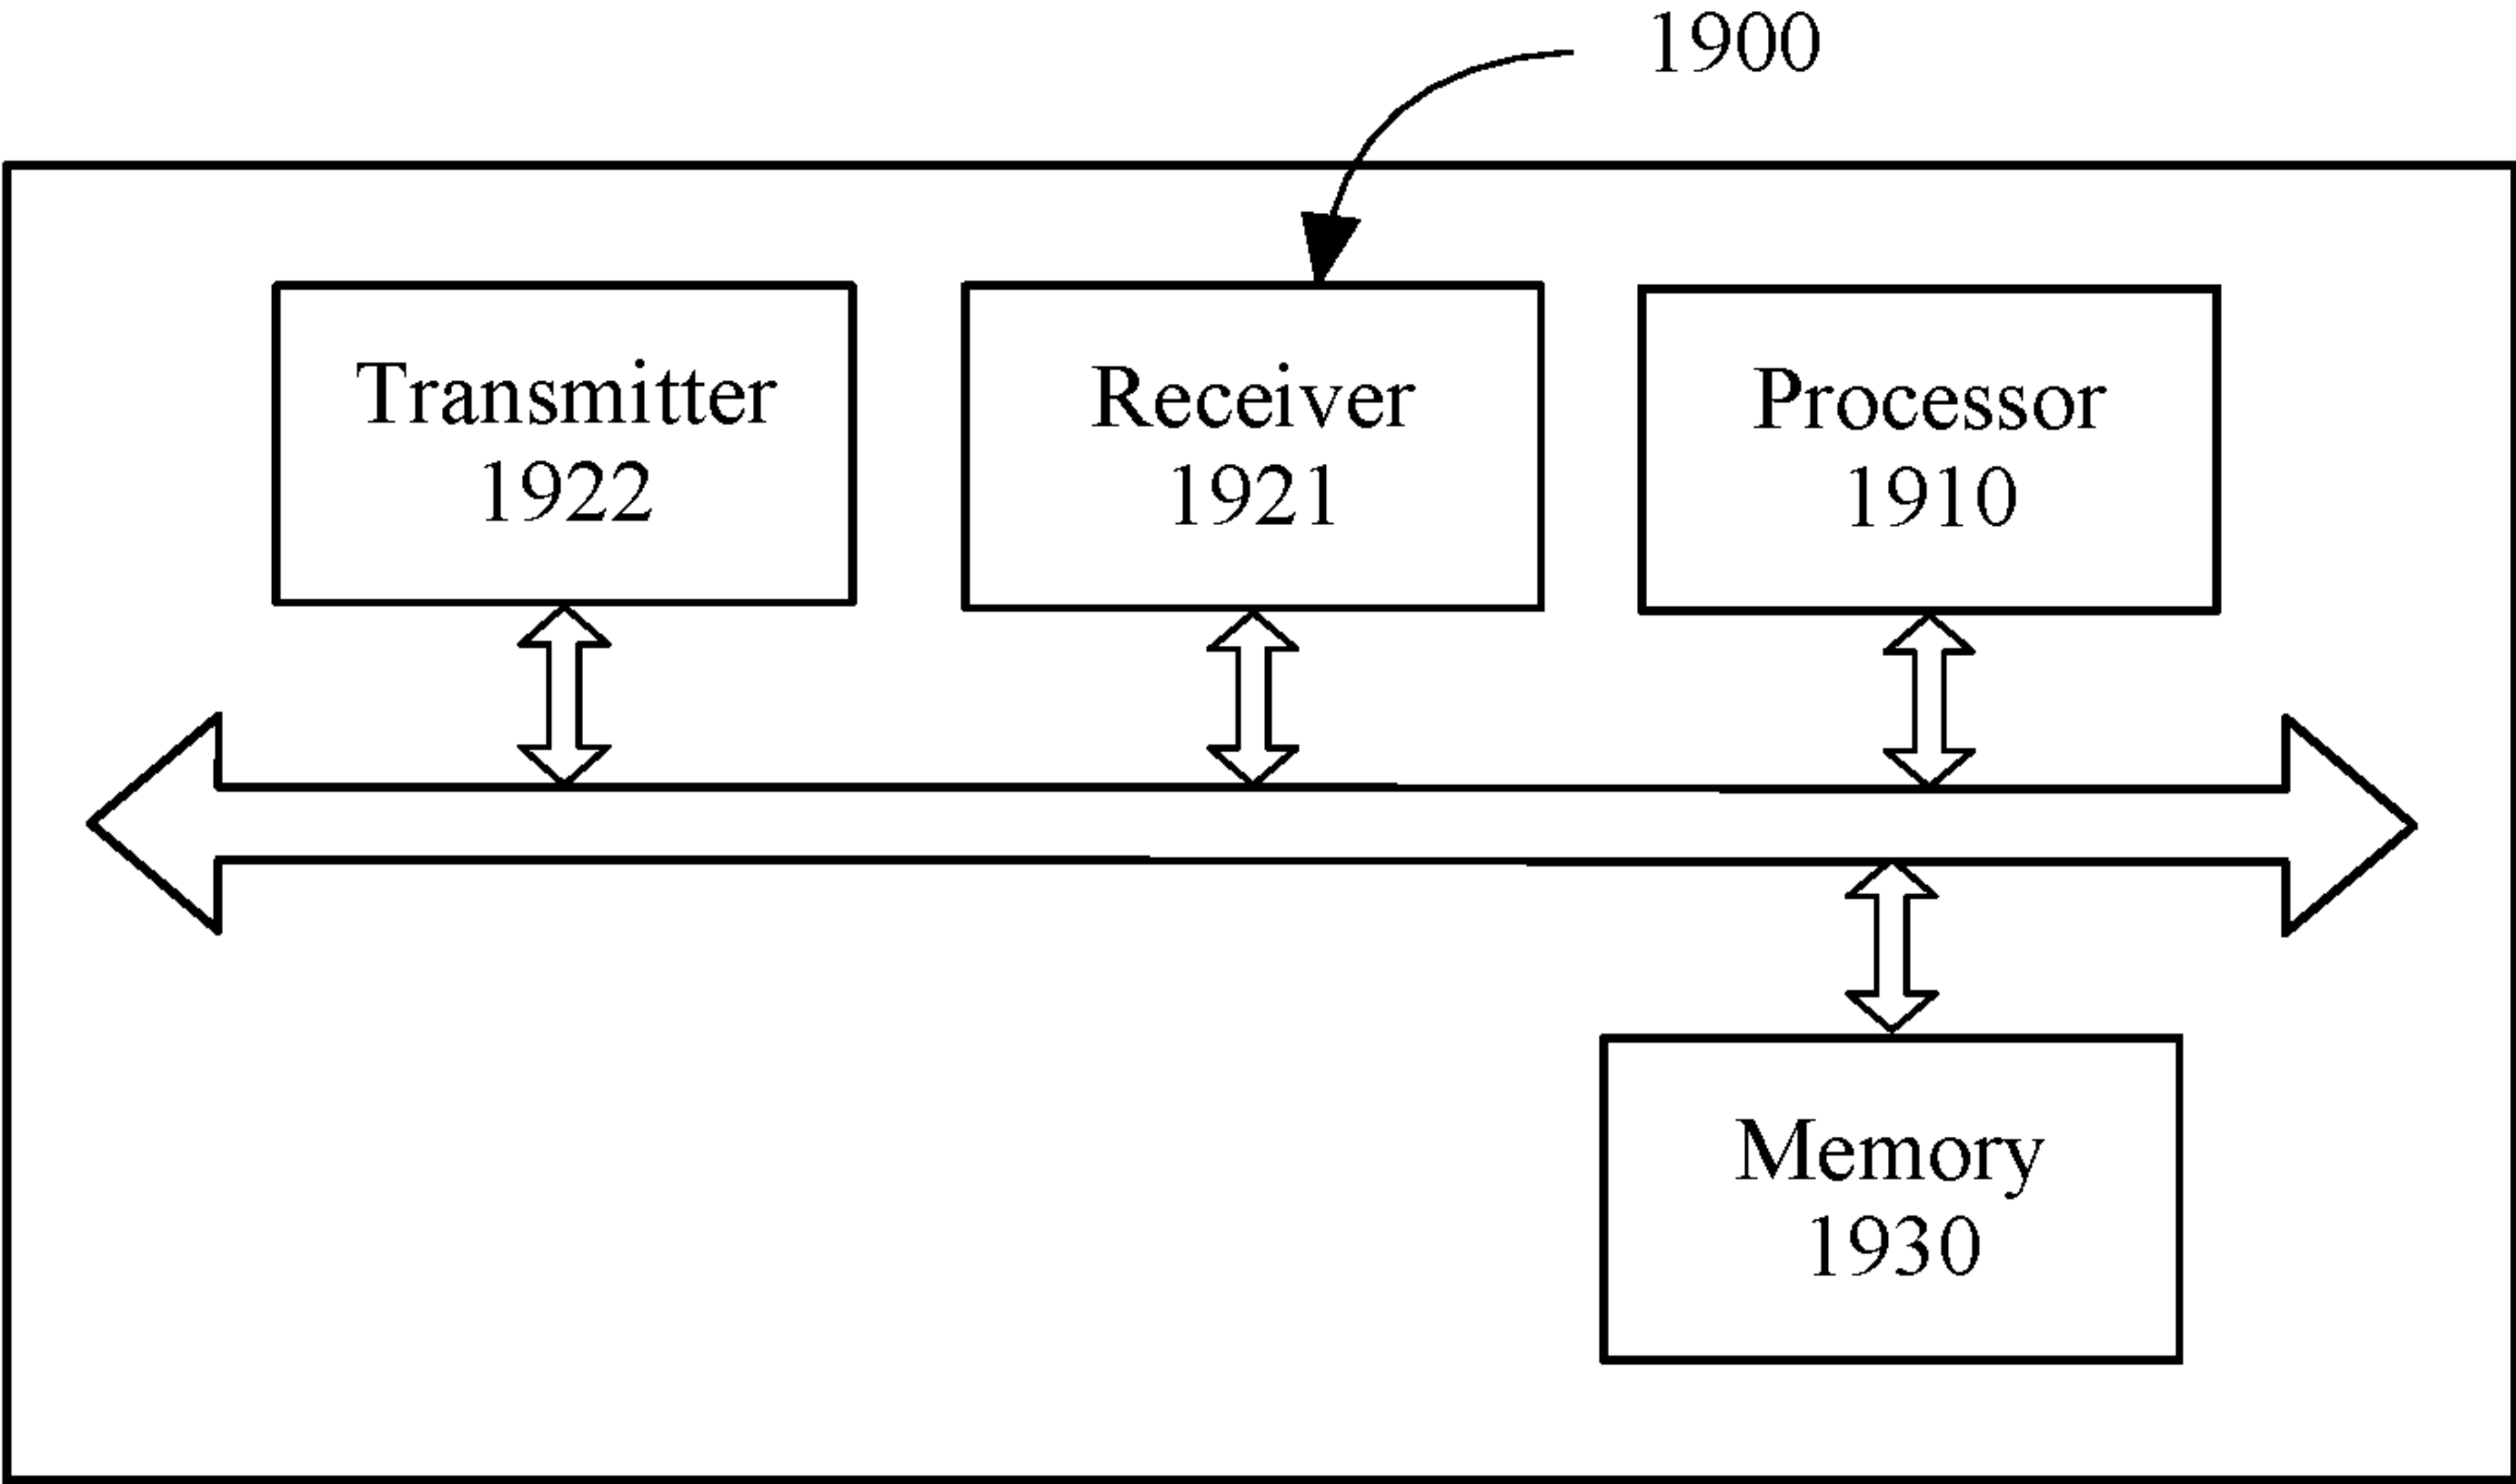 1900
Transmitter
1922
Receiver
1921
Processor
1910
Memory
1930